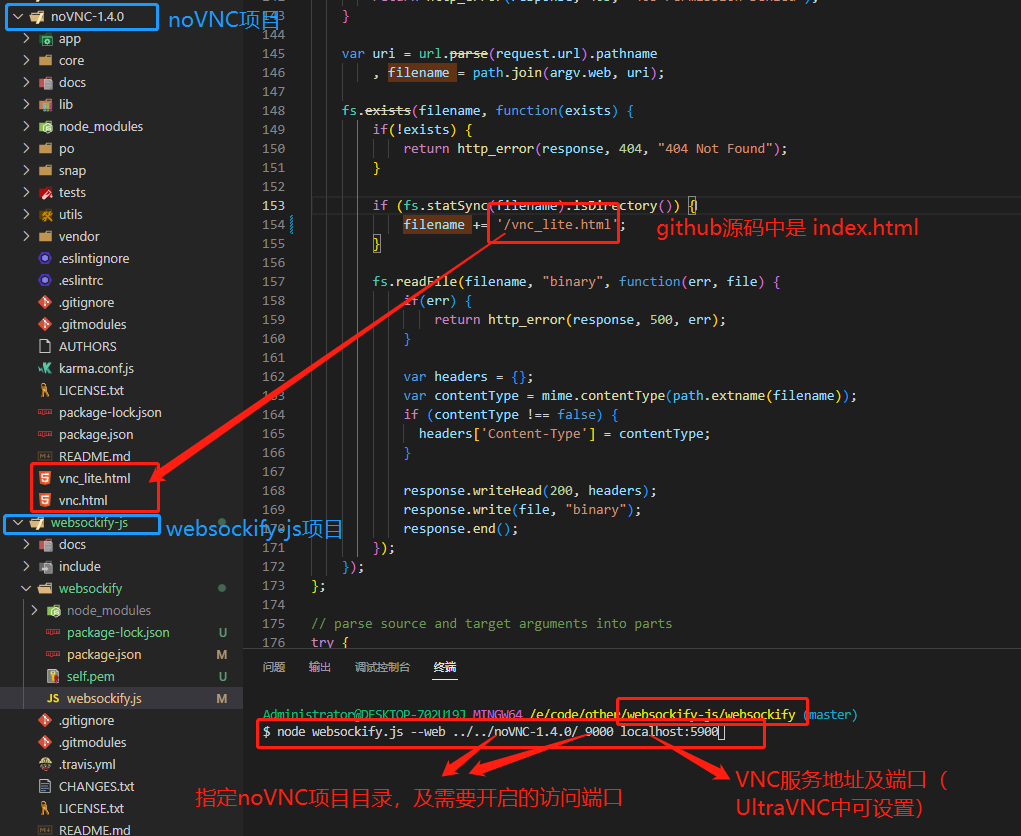 noVNC-1.4.0
noVNC项目
app
core
docs
lib
node_modules
po
snap
tests
utils
vendor
.eslintignore
.eslintrc
.gitignore
.gitmodules
AUTHORS
karma.conf.js
LICENSE.txt
package-lock.json
package.json
README.md
vnc_lite.html
vnc.html
websockify-js
websockify-js项目
docs
include
websockify
node_modules
package-lock.json U
package.json M
self.pem U
JS websockify.js M
.gitignore
.gitmodules
.travis.yml
CHANGES.txt
LICENSE.txt
README.md
143 }
144
145 var uri = url.parse(request.url).pathname
146 , filename = path.join(argv.web, uri);
147
148 fs.exists(filename, function(exists) {
149 if(!exists) {
150 return http_error(response, 404, "404 Not Found");
151 }
152
153 if (fs.statSync(filename).isDirectory()) {
154 filename += '/vnc_lite.html';
github源码中是 index.html
155 }
156
157 fs.readFile(filename, "binary", function(err, file) {
158 if(err) {
159 return http_error(response, 500, err);
160 }
161
162 var headers = {};
163 var contentType = mime.contentType(path.extname(filename));
164 if (contentType !== false) {
165 headers['Content-Type'] = contentType;
166 }
167
168 response.writeHead(200, headers);
169 response.write(file, "binary");
170 response.end();
171 });
172 });
173 };
174
175 // parse source and target arguments into parts
176 try {
问题 输出 调试控制台 终端
Administrator@DESKTOP-702U19J MINGW64 /e/code/other/websockify-js/websockify (master)
$ node websockify.js --web ../../noVNC-1.4.0/ 9000 localhost:5900
指定noVNC项目目录，及需要开启的访问端口
VNC服务地址及端口（
UltraVNC中可设置）